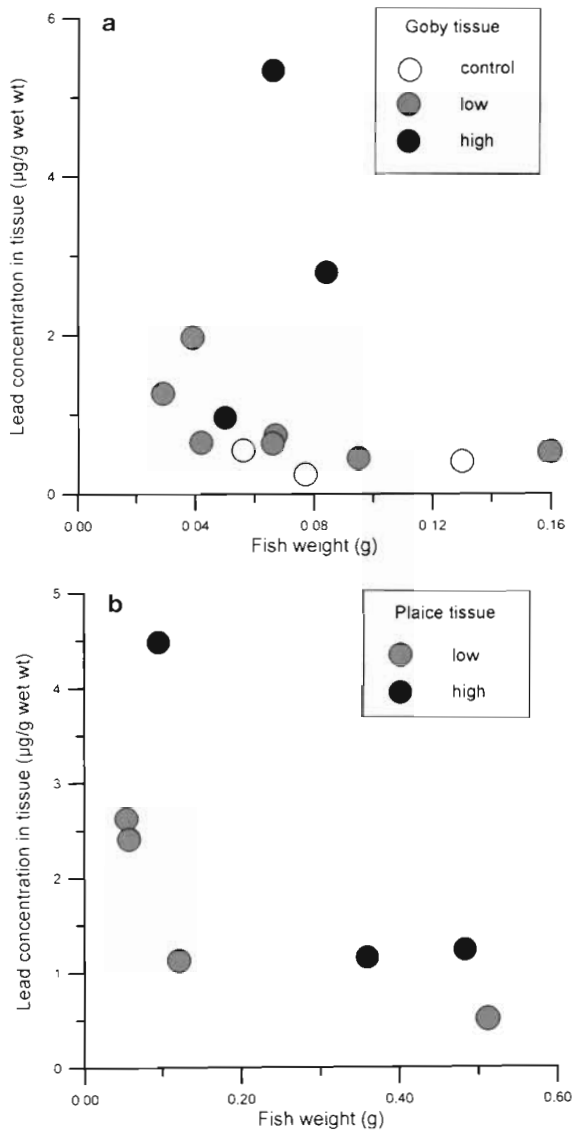 a
6
4
2
0
Lead concentration in tissue (µg/g wet wt)
Goby tissue
control
low
high
0 00
0 04
0 08
0 12
0.16
Fish weight (g)
b
5
4
3
2
1
0
Lead concentration in tissue (µg/g wet wt)
Plaice tissue
low
high
0 00
0.20
0.40
0.60
Fish weight (g)